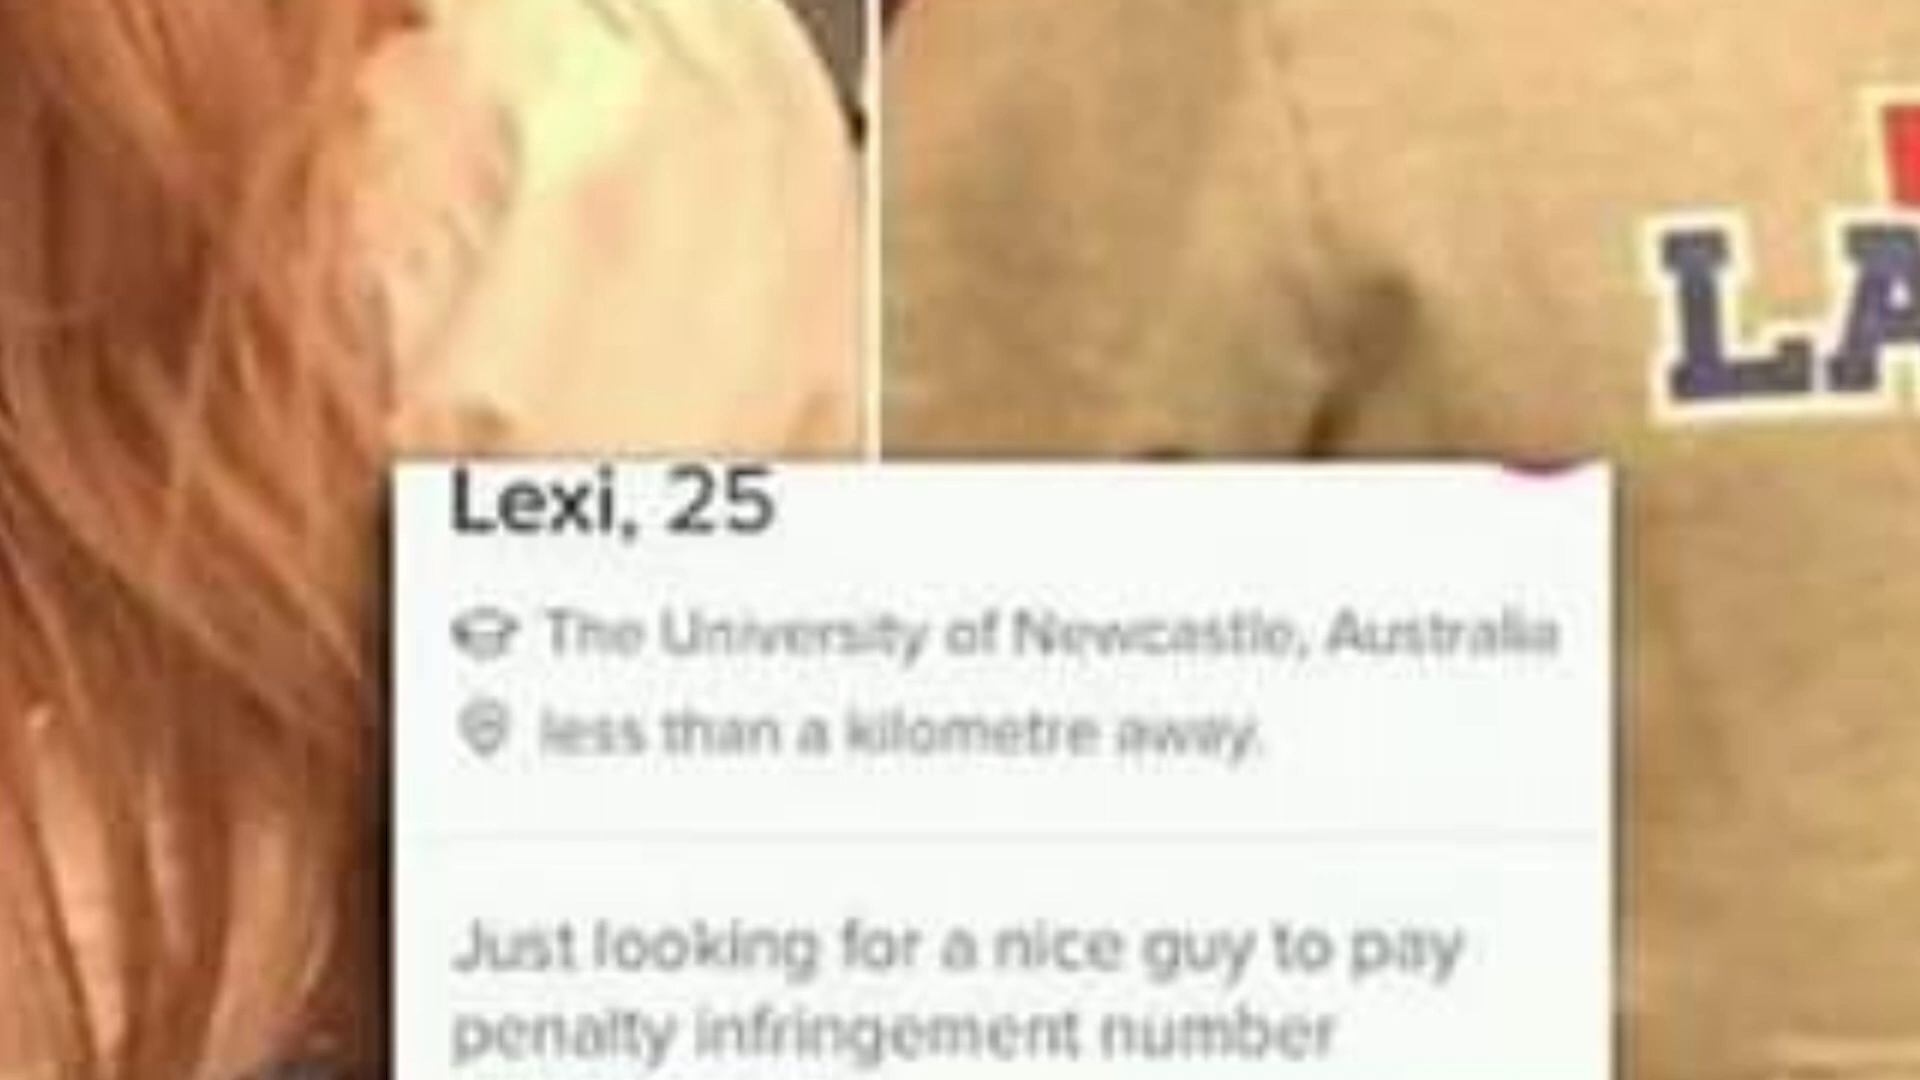 LA
Lexi, 25
The University of Newcastle, Australia
less than a kilometre away.
Just looking for a nice guy to pay
penalty infringement number